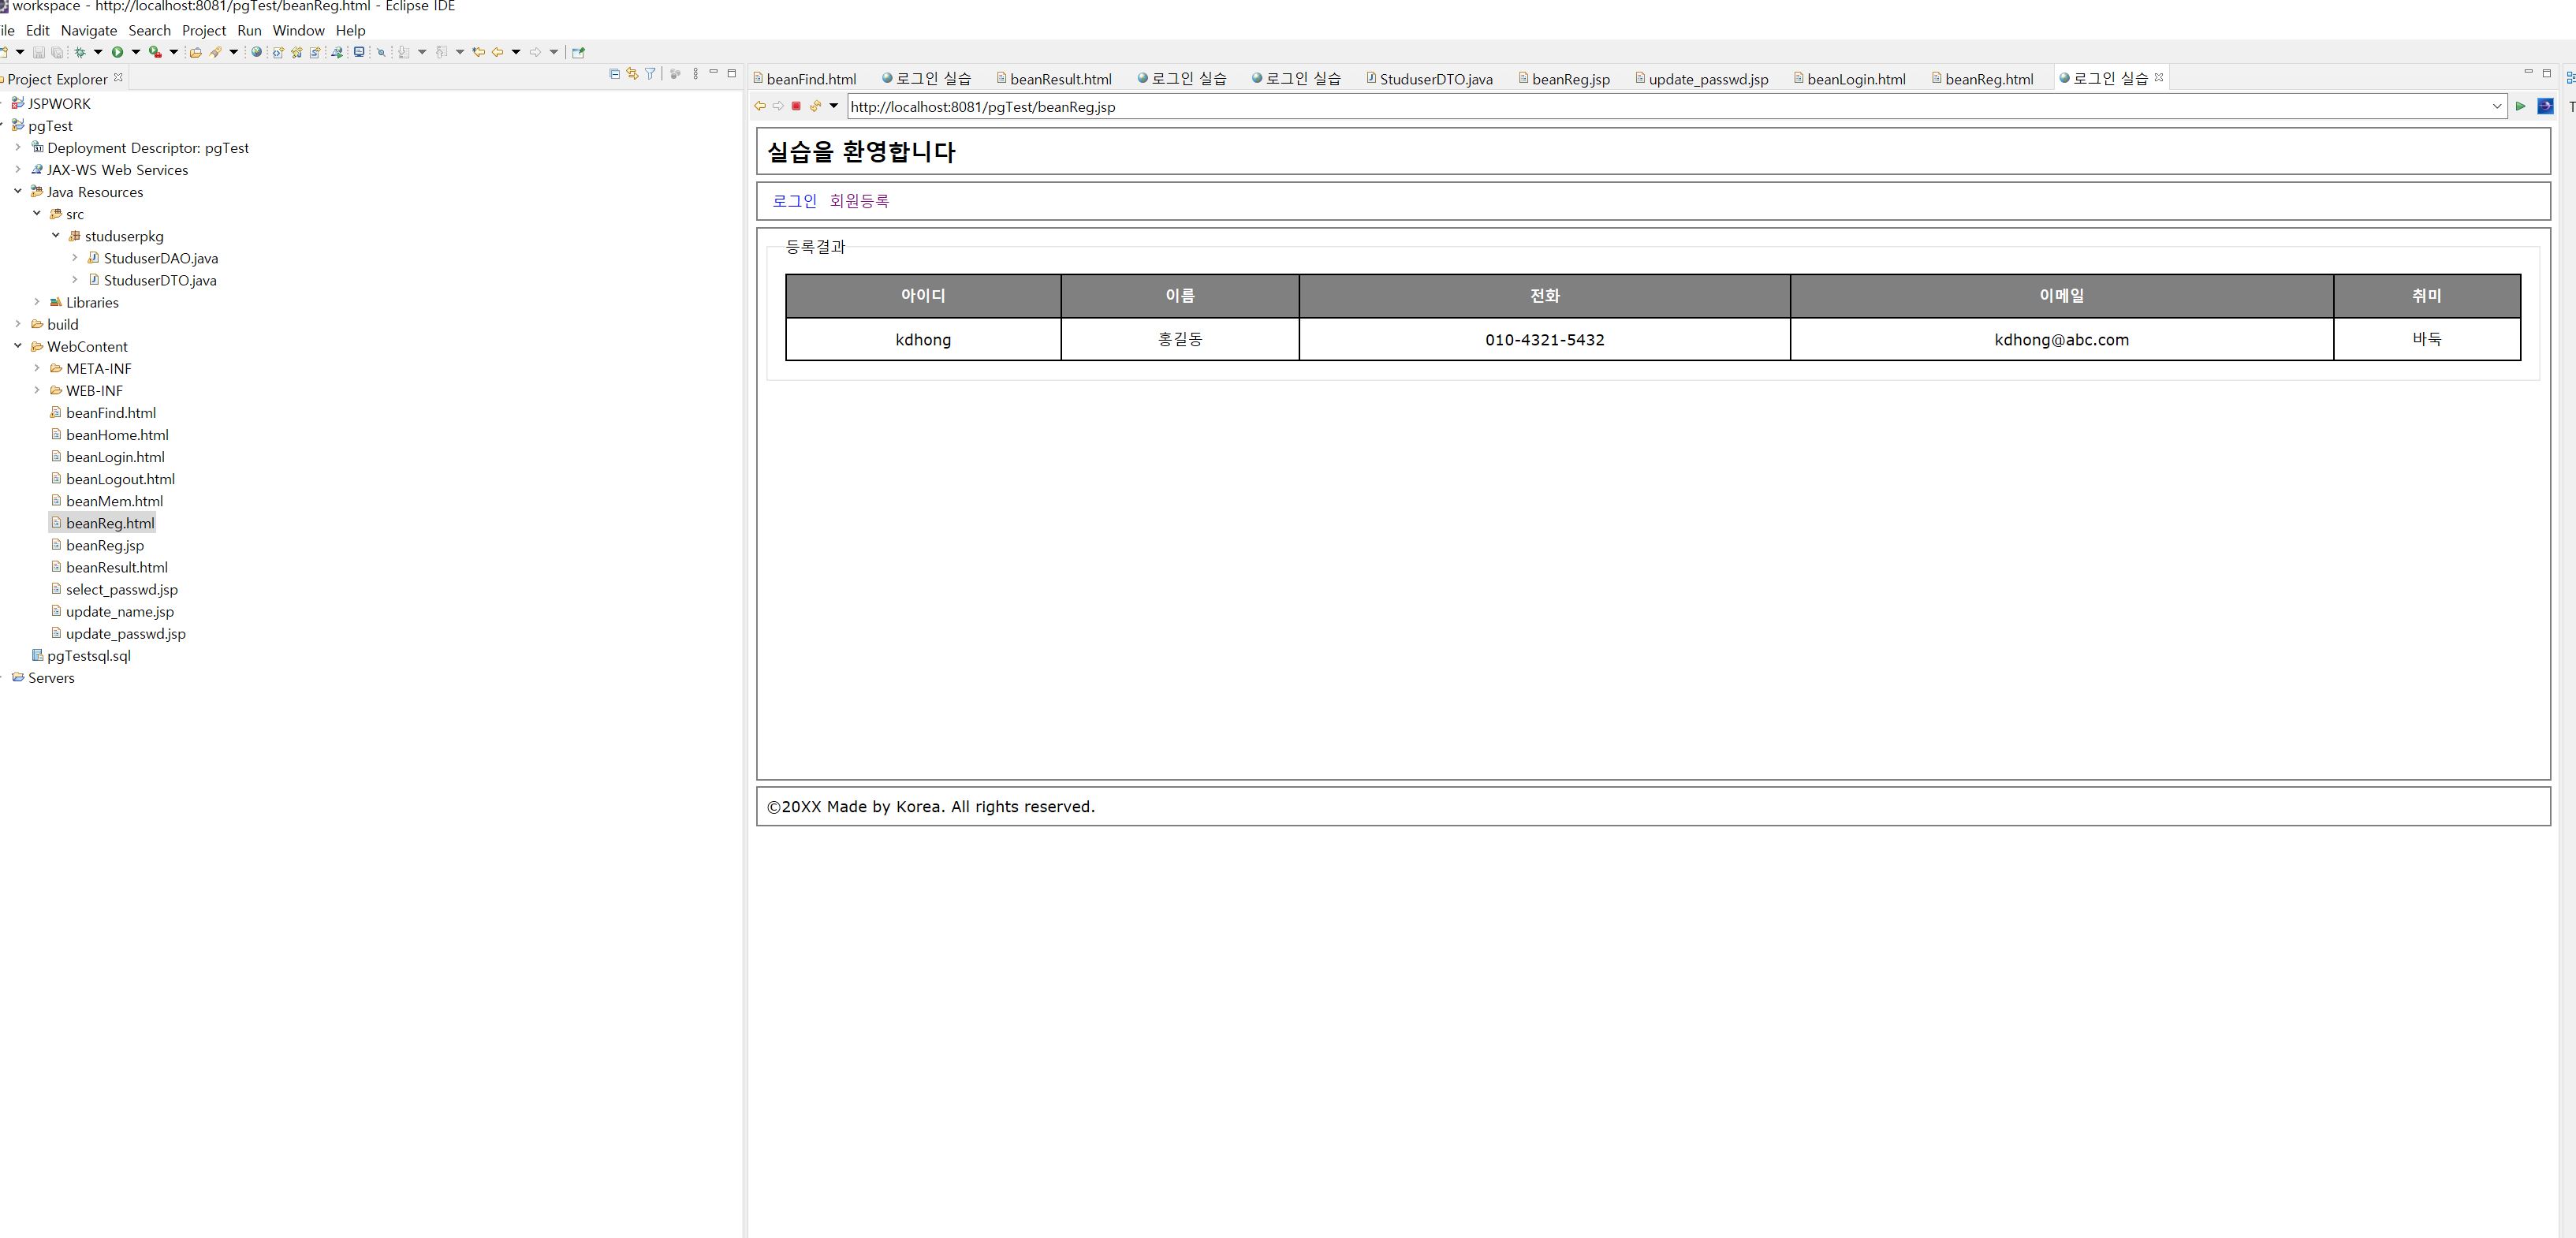 workspace - http://localhost:8081/pgTest/beanReg.html - Eclipse IDE
ile Edit Navigate Search Project Run Window Help
Project Explorer
JSPWORK
pgTest
Deployment Descriptor: pgTest
JAX-WS Web Services
Java Resources
src
studuserpkg
StuduserDAO.java
StuduserDTO.java
Libraries
build
WebContent
META-INF
WEB-INF
beanFind.html
beanHome.html
beanLogin.html
beanLogout.html
beanMem.html
beanReg.html
beanReg.jsp
beanResult.html
select_passwd.jsp
update_name.jsp
update_passwd.jsp
pgTestsql.sql
Servers
beanFind.html 로그인 실습 beanResult.html 로그인 실습 로그인 실습 StuduserDTO.java beanReg.jsp update_passwd.jsp beanLogin.html beanReg.html 로그인 실습
http://localhost:8081/pgTest/beanReg.jsp
실습을 환영합니다
로그인 회원등록
등록결과
아이디 이름 전화 이메일 취미
kdhong 홍길동 010-4321-5432 kdhong@abc.com 바둑
©20XX Made by Korea. All rights reserved.